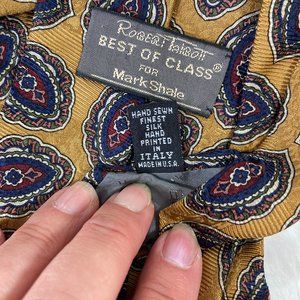 ROBERT TALBOTT
BEST OF CLASS®
FOR
Mark Shale
HAND SEWN
FINEST
SILK
HAND
PRINTED
IN
ITALY
MADE IN U.S.A.